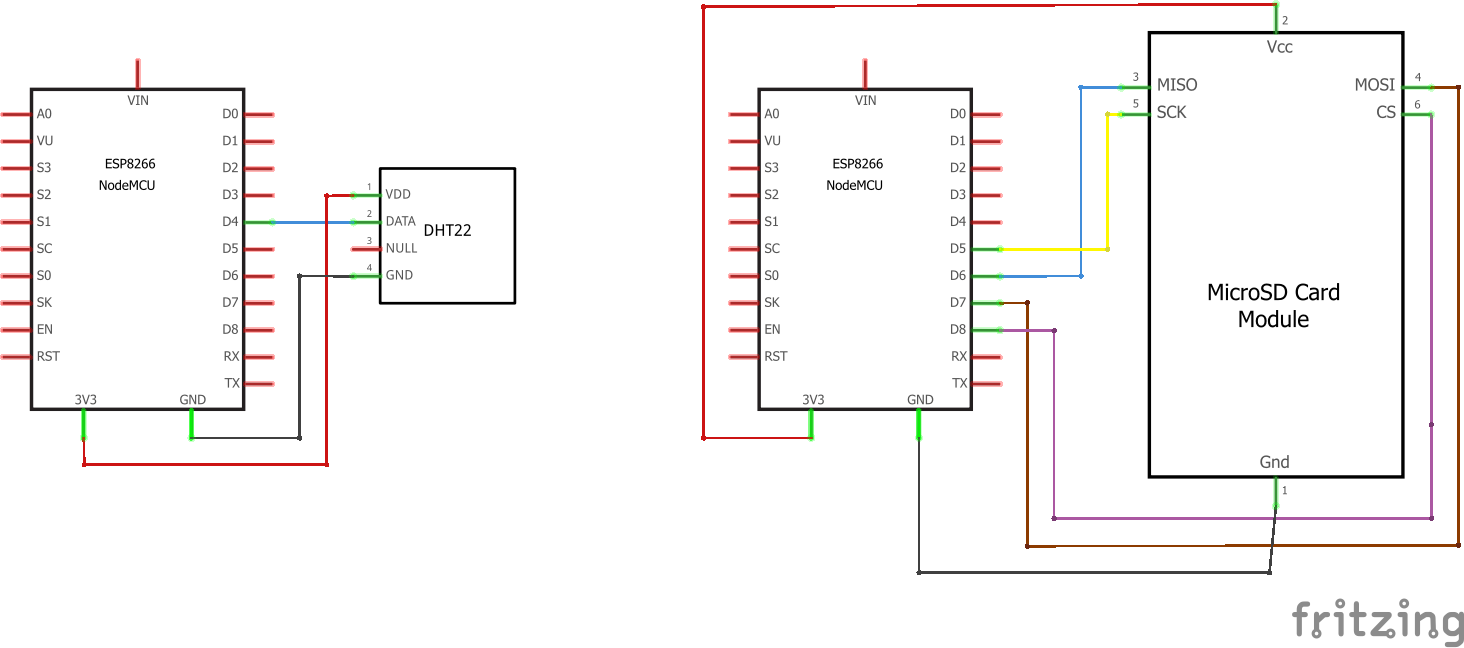 VIN
A0
VU
S3
S2
S1
SC
S0
SK
EN
RST
ESP8266
NodeMCU
D0
D1
D2
D3
D4
D5
D6
D7
D8
RX
TX
3V3
GND
1
2
3
4
VDD
DATA
NULL
GND
DHT22
VIN
A0
VU
S3
S2
S1
SC
S0
SK
EN
RST
ESP8266
NodeMCU
D0
D1
D2
D3
D4
D5
D6
D7
D8
RX
TX
3V3
GND
2
Vcc
3
MISO
5
SCK
MOSI
4
CS
6
MicroSD Card
Module
Gnd
1
fritzing